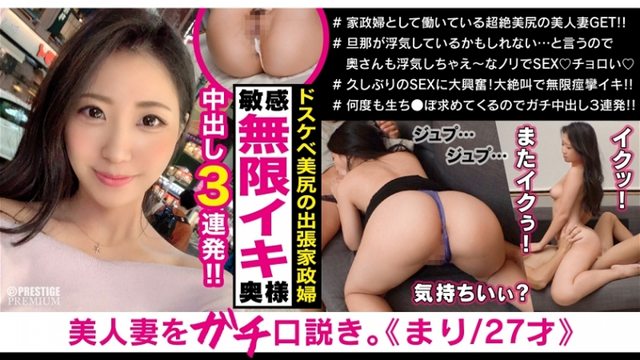 # 家政婦として働いている超絶美尻の美人妻GET!!
# 旦那が浮気しているかもしれない…と言うので
奥さんも浮気しちゃえ～なノリでSEX♡チョロい♡
# 久しぶりのSEXに大興奮!大絶叫で無限痙攣イキ!!
# 何度も生ち●ぽ求めてくるのでガチ中出し3連発!!
ドスケベ美尻の出張家政婦
敏感
無限イキ
奥様
中出し3連発!!
ジュプ…
ジュプ…
イクッ!
またイクぅ!
気持ちいぃ?
PRESTIGE
PREMIUM
美人妻をガチ口説き。《まり/27才》